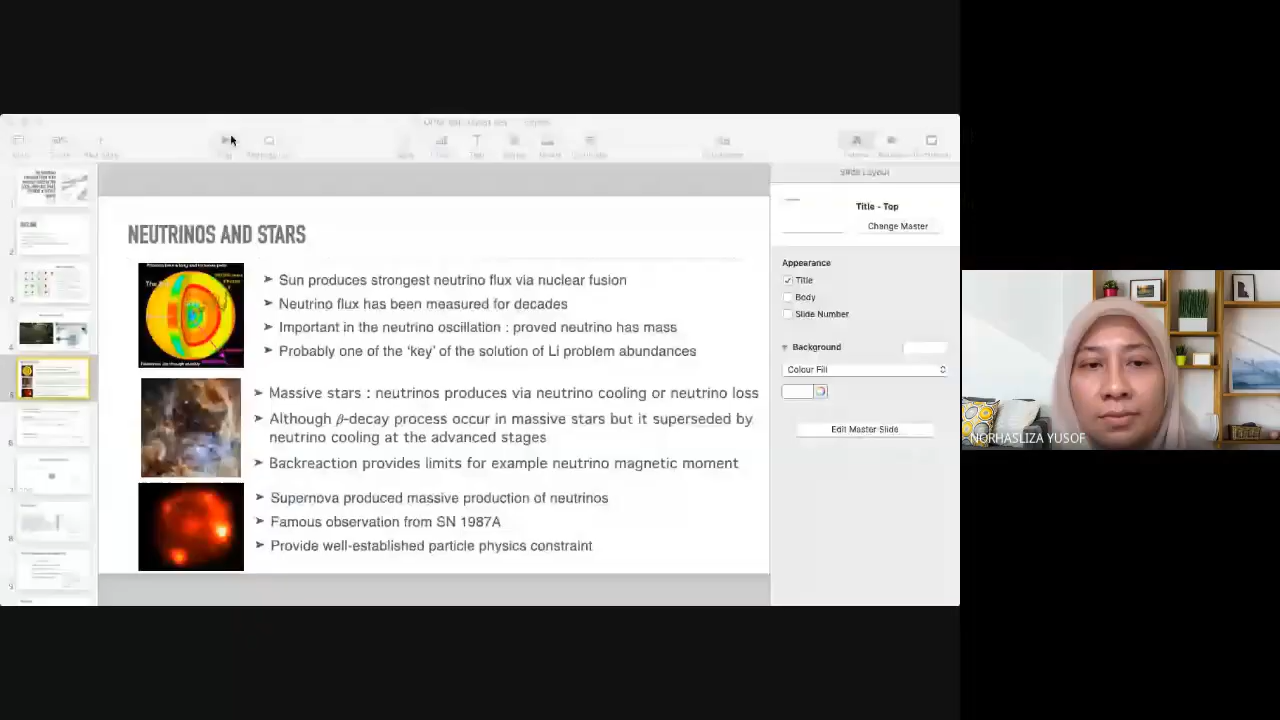 NEUTRINOS AND STARS
➤ Sun produces strongest neutrino flux via nuclear fusion
➤ Neutrino flux has been measured for decades
➤ Important in the neutrino oscillation : proved neutrino has mass
➤ Probably one of the ‘key’ of the solution of Li problem abundances
➤ Massive stars : neutrinos produces via neutrino cooling or neutrino loss
➤ Although β-decay process occur in massive stars but it superseded by
neutrino cooling at the advanced stages
➤ Backreaction provides limits for example neutrino magnetic moment
➤ Supernova produced massive production of neutrinos
➤ Famous observation from SN 1987A
➤ Provide well-established particle physics constraint
Slide Layout
Title - Top
Change Master
Appearance
Title
Body
Slide Number
Background
Colour Fill
Edit Master Slide
NORHASLIZA YUSOF